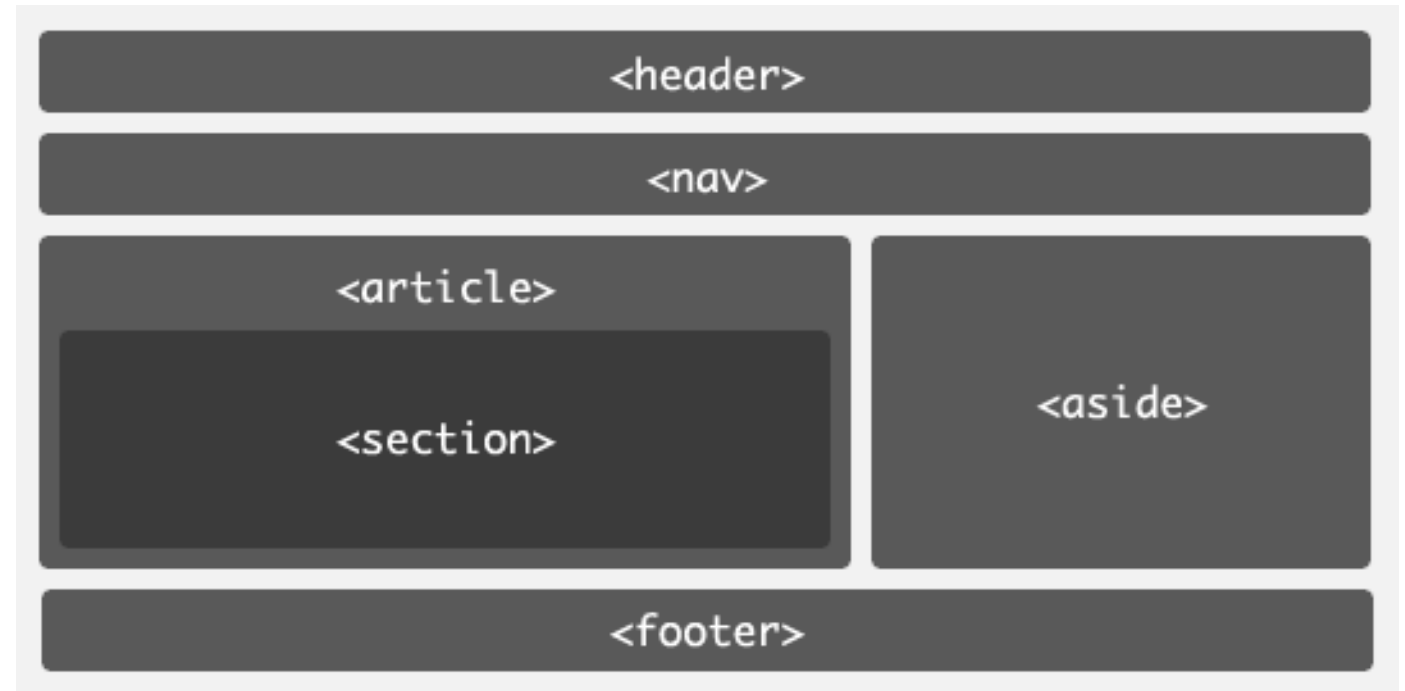 <header>
<nav>
<article>
<section>
<aside>
<footer>